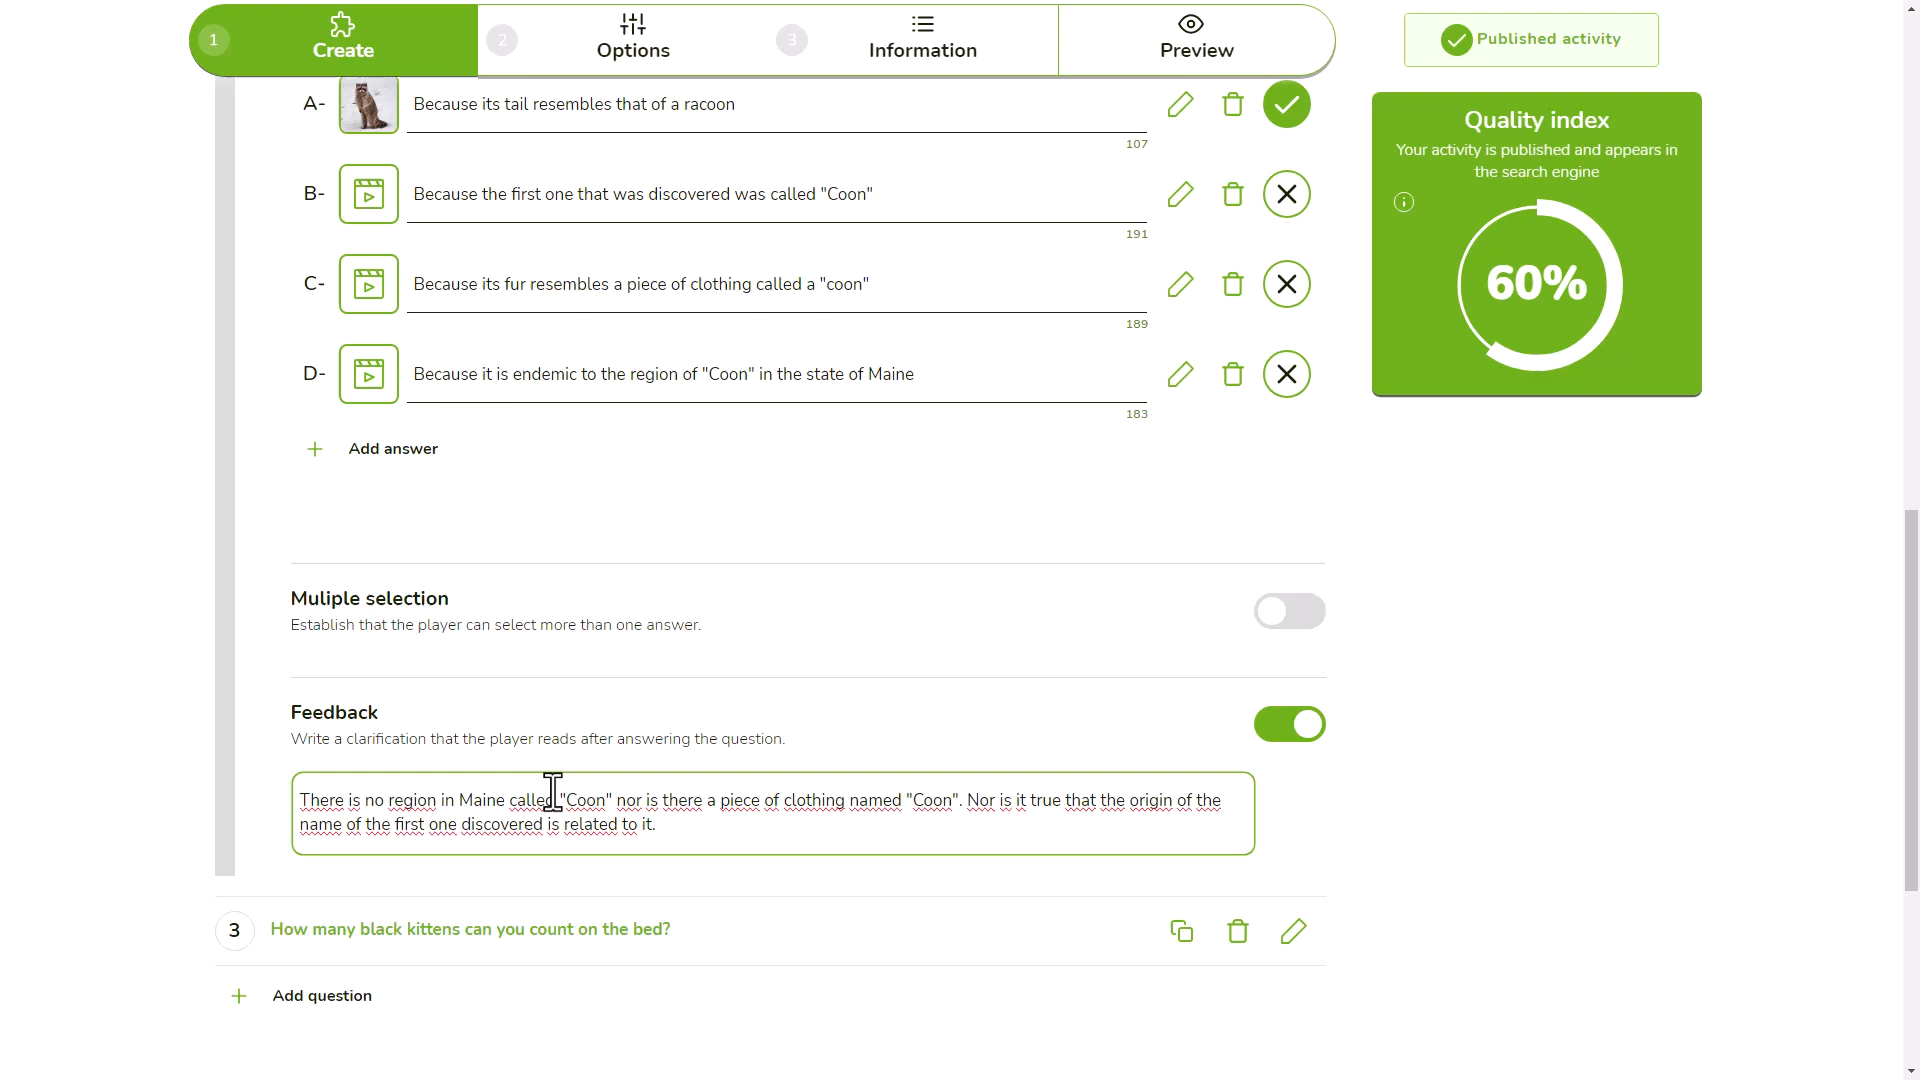 1
Create
2
Options
3
Information
Preview
Published activity
Quality index
Your activity is published and appears in
the search engine
60%
A-
Because its tail resembles that of a racoon
107
B-
Because the first one that was discovered was called "Coon"
191
C-
Because its fur resembles a piece of clothing called a "coon"
189
D-
Because it is endemic to the region of "Coon" in the state of Maine
183
Add answer
Muliple selection
Establish that the player can select more than one answer.
Feedback
Write a clarification that the player reads after answering the question.
There is no region in Maine called "Coon" nor is there a piece of clothing named "Coon". Nor is it true that the origin of the
name of the first one discovered is related to it.
3
How many black kittens can you count on the bed?
Add question